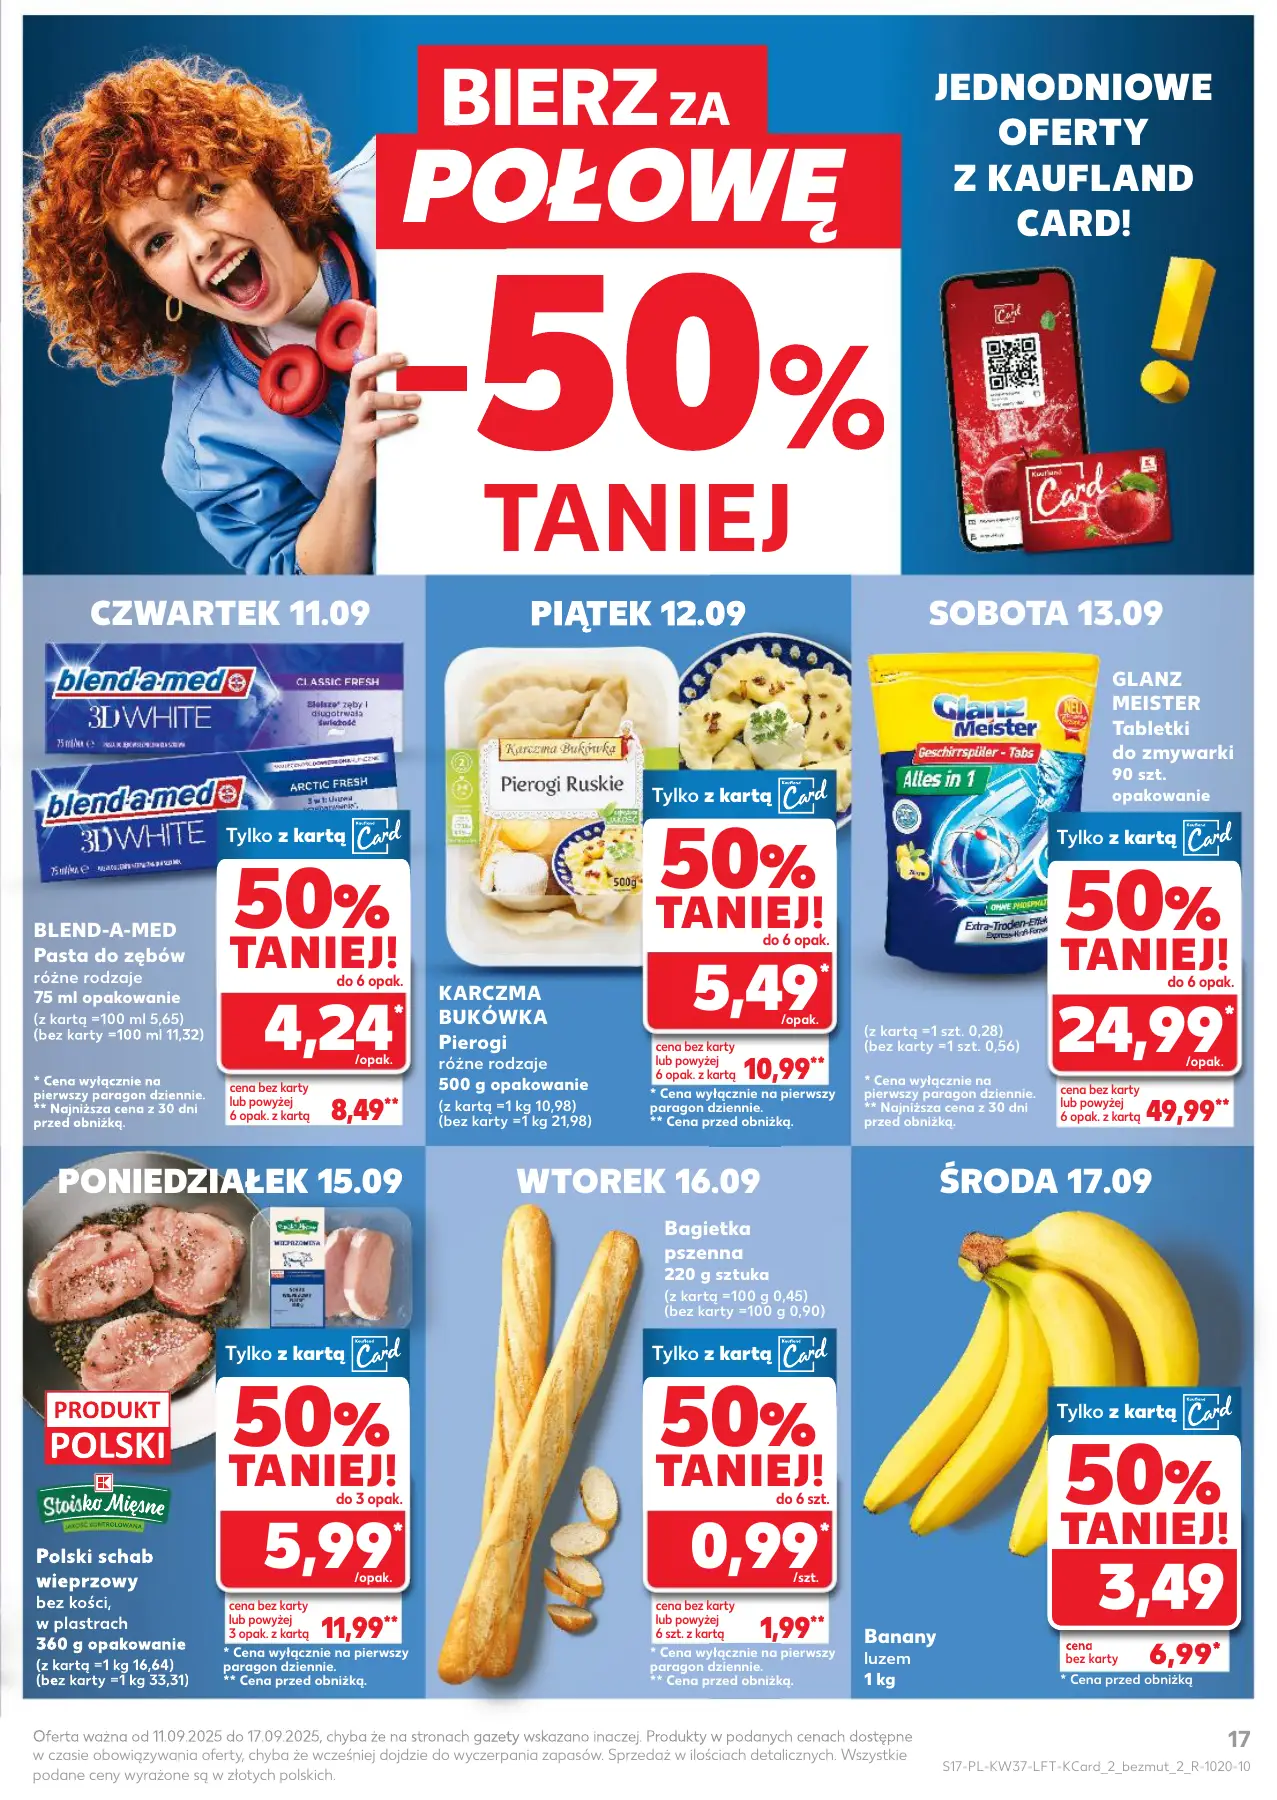 BIERZ ZA
POŁOWĘ
-50%
TANIEJ
JEDNODNIOWE
OFERTY
Z KAUFLAND
CARD!
Kaufland
Card
CZWARTEK 11.09
blend-a-med
CLASSIC FRESH
3D WHITE
Bielsze* zęby i
długotrwała
świeżość
blend-a-med
ARCTIC FRESH
3D WHITE
Tylko z kartą
Kaufland
Card
50%
TANIEJ!
do 6 opak.
4,24*
/opak.
cena bez karty
lub powyżej
6 opak. z kartą
8,49**
BLEND-A-MED
Pasta do zębów
różne rodzaje
75 ml opakowanie
(z kartą =100 ml 5,65)
(bez karty =100 ml 11,32)
* Cena wyłącznie na
pierwszy paragon dziennie.
** Najniższa cena z 30 dni
przed obniżką.
PIĄTEK 12.09
Karczma Bukówka
Pierogi Ruskie
500g
Tylko z kartą
Kaufland
Card
50%
TANIEJ!
do 6 opak.
5,49*
/opak.
cena bez karty
lub powyżej
6 opak. z kartą
10,99**
KARCZMA
BUKÓWKA
Pierogi
różne rodzaje
500 g opakowanie
(z kartą =1 kg 10,98)
(bez karty =1 kg 21,98)
* Cena wyłącznie na pierwszy
paragon dziennie.
** Cena przed obniżką.
SOBOTA 13.09
GLANZ
MEISTER
Tabletki
do zmywarki
90 szt.
opakowanie
Glanz
Meister
NEU
Geschirrspüler - Tabs
Alles in 1
OHNE PHOSPHAT
Extra-Trocken-Effekt
Tylko z kartą
Kaufland
Card
50%
TANIEJ!
do 6 opak.
24,99*
/opak.
cena bez karty
lub powyżej
6 opak. z kartą
49,99**
(z kartą =1 szt. 0,28)
(bez karty =1 szt. 0,56)
* Cena wyłącznie na
pierwszy paragon dziennie.
** Najniższa cena z 30 dni
przed obniżką.
PONIEDZIAŁEK 15.09
Stoisko Mięsne
WIEPRZOWINA
PRODUKT
POLSKI
Stoisko Mięsne
JAKOŚĆ KONTROLOWANA
Tylko z kartą
Kaufland
Card
50%
TANIEJ!
do 3 opak.
5,99*
/opak.
cena bez karty
lub powyżej
3 opak. z kartą
11,99**
Polski schab
wieprzowy
bez kości,
w plastrach
360 g opakowanie
(z kartą =1 kg 16,64)
(bez karty =1 kg 33,31)
* Cena wyłącznie na pierwszy
paragon dziennie.
** Cena przed obniżką.
WTOREK 16.09
Bagietka
pszenna
220 g sztuka
(z kartą =100 g 0,45)
(bez karty =100 g 0,90)
Tylko z kartą
Kaufland
Card
50%
TANIEJ!
do 6 szt.
0,99*
/szt.
cena bez karty
lub powyżej
6 szt. z kartą
1,99**
* Cena wyłącznie na pierwszy
paragon dziennie.
** Cena przed obniżką.
ŚRODA 17.09
Tylko z kartą
Kaufland
Card
50%
TANIEJ!
3,49
cena
bez karty
6,99*
* Cena przed obniżką
Banany
luzem
1 kg
Oferta ważna od 11.09.2025 do 17.09.2025, chyba że na stronach gazety wskazano inaczej. Produkty w podanych cenach dostępne
w czasie obowiązywania oferty, chyba że wcześniej dojdzie do wyczerpania zapasów. Sprzedaż w ilościach detalicznych. Wszystkie
podane ceny wyrażone są w złotych polskich.
17
S17-PL-KW37-LFT-KCard_2_bezmut_2_R-1020-10